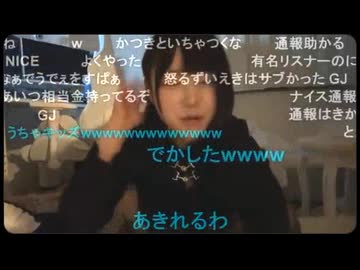 ね w かつきといちゃつくな 通報助かる
NICE よくやった 有名リスナーのに
なぁでうでぇをすばぁ 怒るずいえきはサブかった GJ
あいつ相当金持ってるぞ ナイス通報
GJ 通報はきか
うちゃキッズwwwwwwwwwwwww と
でかしたwwww
あきれるわ